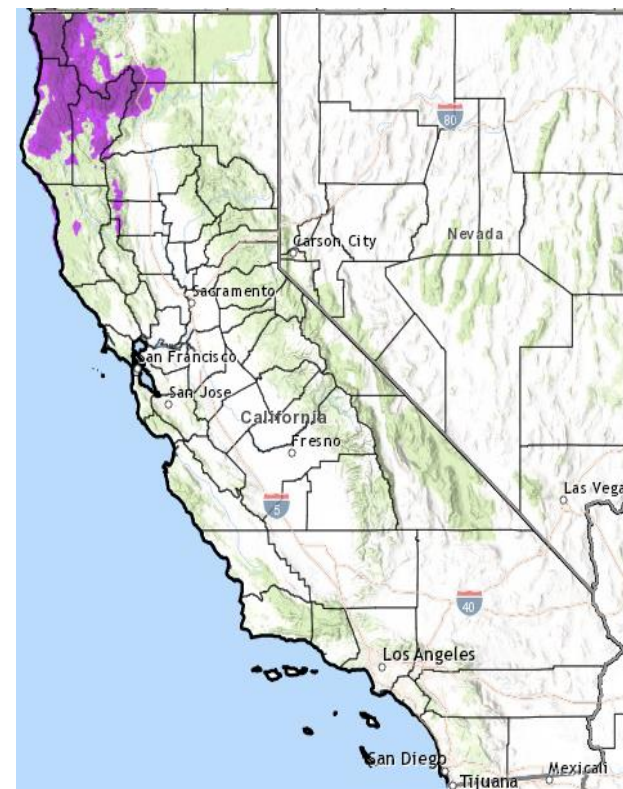 80
Nevada
Carson City
Sacramento
San Francisco
San Jose
California
Fresno
5
Las Vega
40
Los Angeles
San Diego
Mexicali
Tijuana